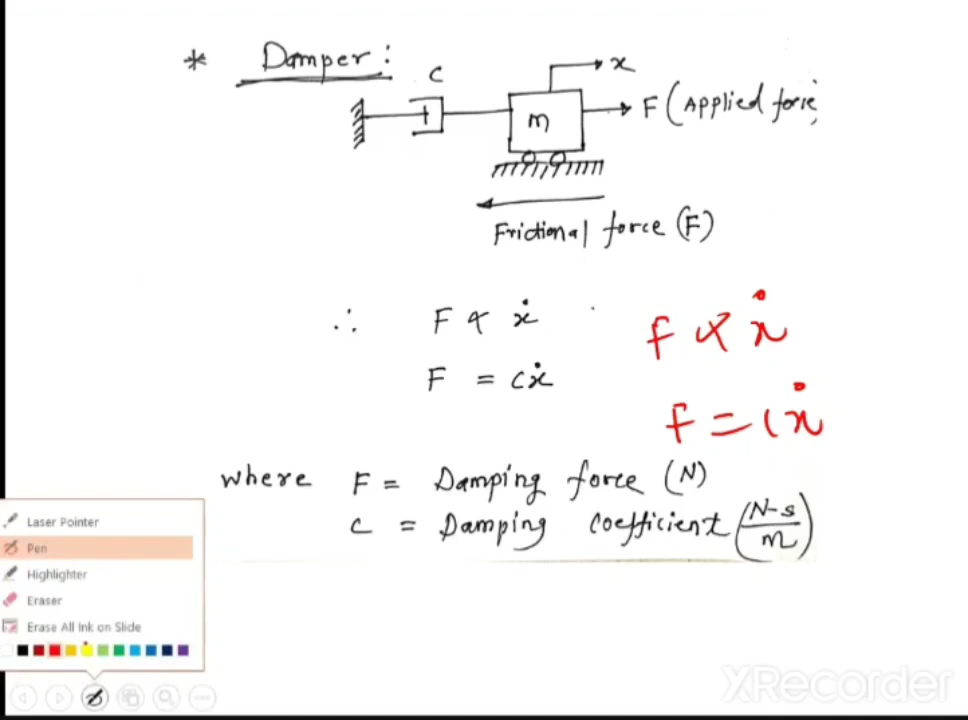 * Damper:
C
x
m
F (Applied force)
Frictional force (F)
∴ F ∝ ẋ
F ∝ ẋ
F = cẋ
F = cẋ
where F = Damping force (N)
C = Damping coefficient (N-s/m)
Laser Pointer
Pen
Highlighter
Eraser
Erase All Ink on Slide
XRecorder